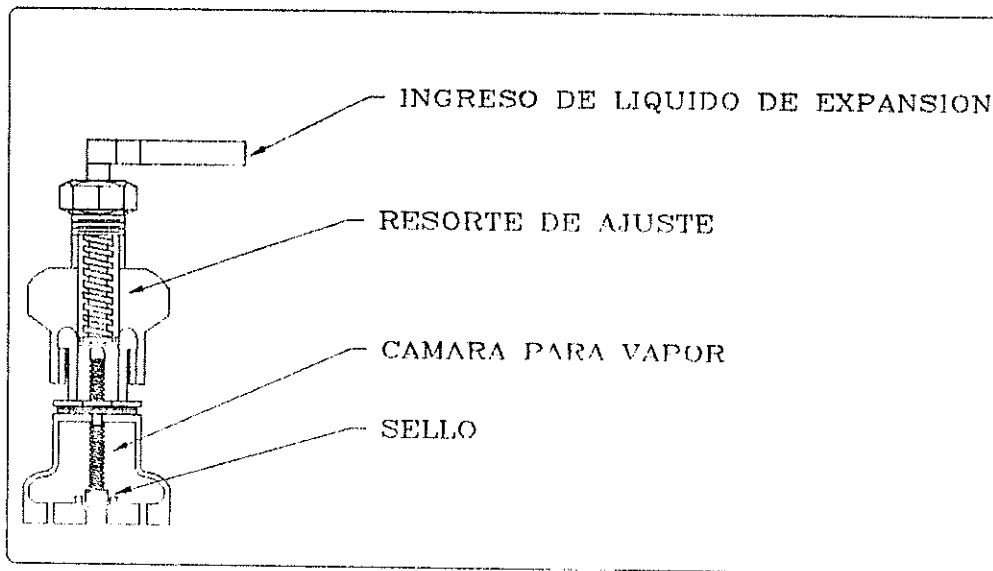 INGRESO DE LIQUIDO DE EXPANSION
RESORTE DE AJUSTE
CAMARA PARA VAPOR
SELLO